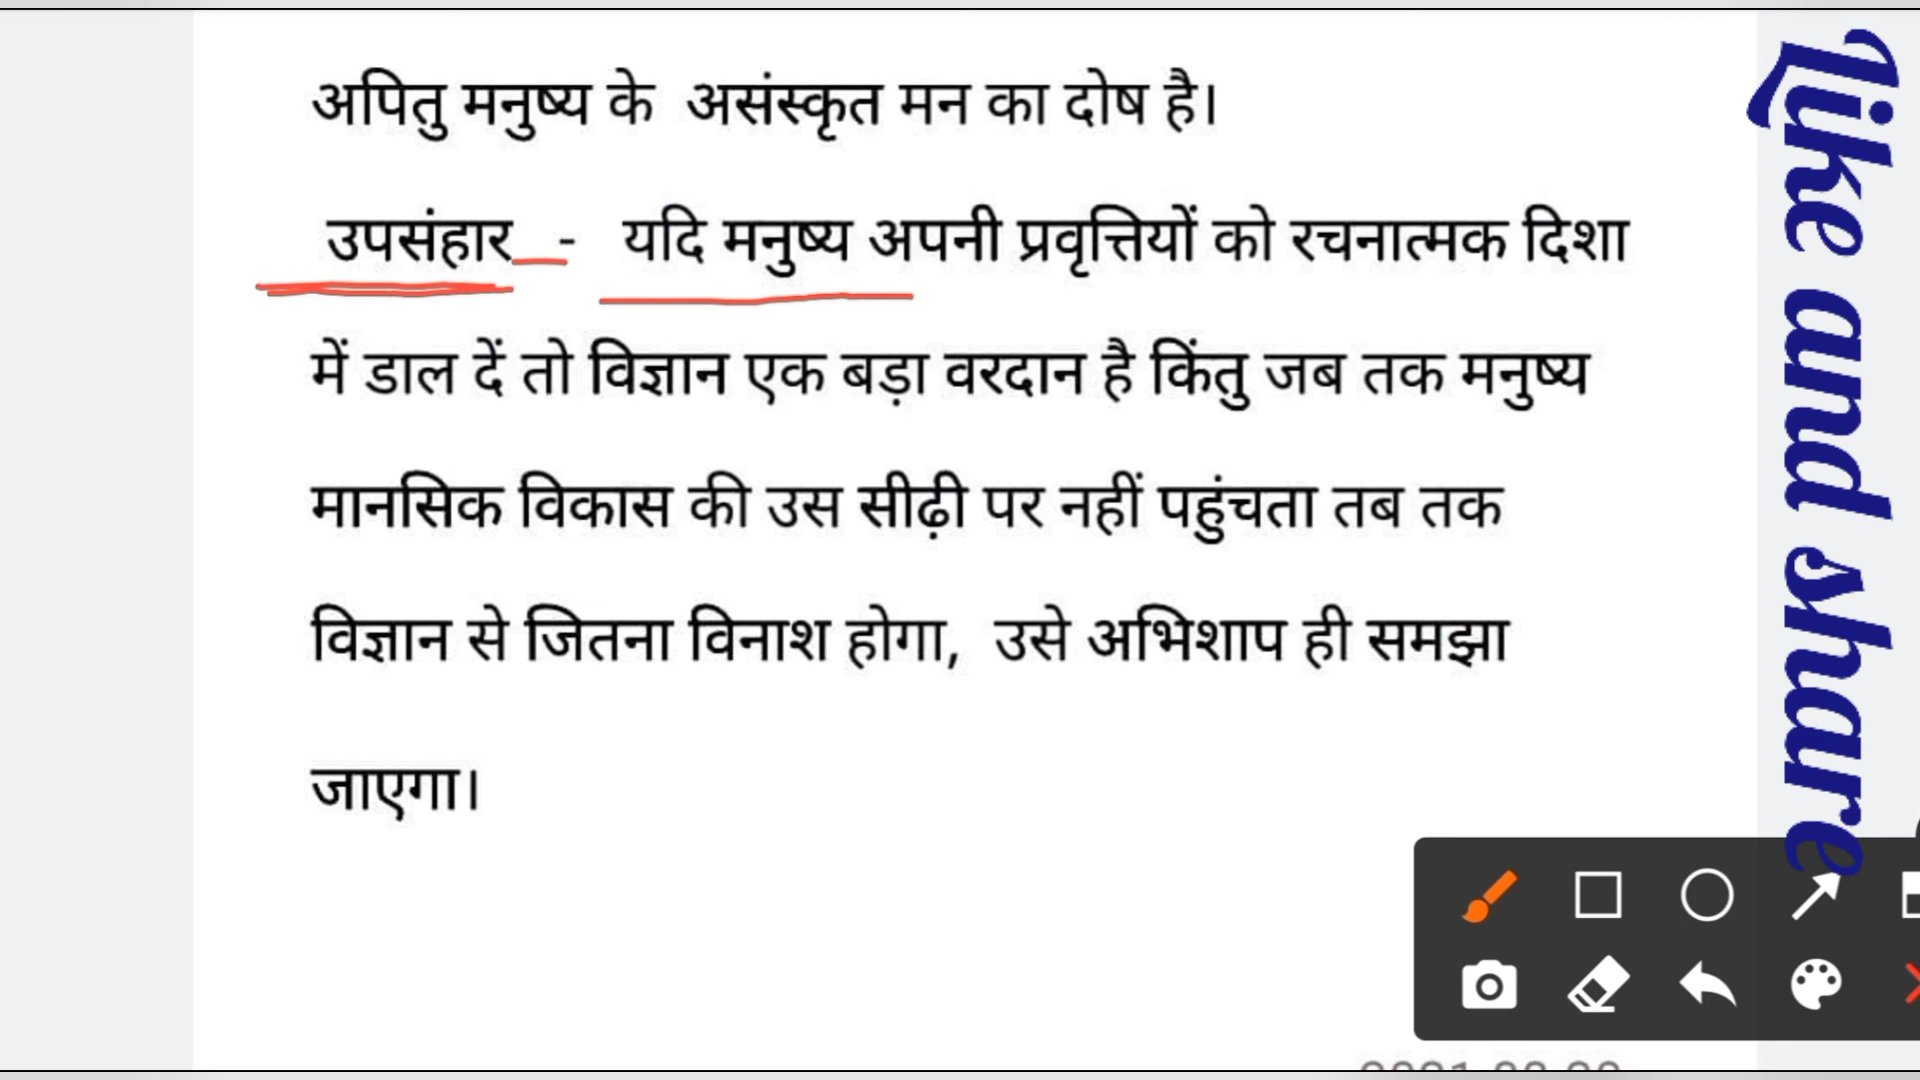 अपितु मनुष्य के असंस्कृत मन का दोष है।
उपसंहार - यदि मनुष्य अपनी प्रवृत्तियों को रचनात्मक दिशा
में डाल दें तो विज्ञान एक बड़ा वरदान है किंतु जब तक मनुष्य
मानसिक विकास की उस सीढ़ी पर नहीं पहुंचता तब तक
विज्ञान से जितना विनाश होगा, उसे अभिशाप ही समझा
जाएगा।
Like and share